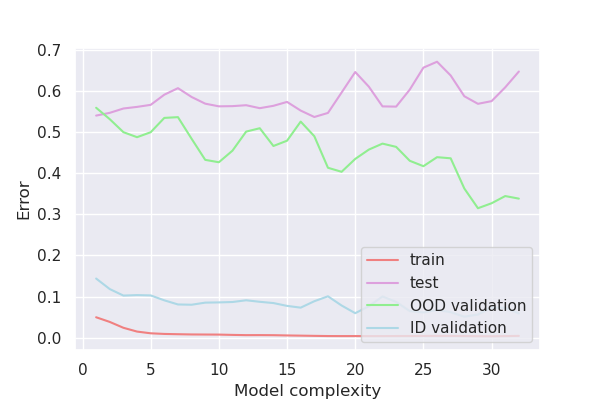 0.7
0.6
0.5
0.4
0.3
0.2
0.1
0.0
Error
train
test
OOD validation
ID validation
0 5 10 15 20 25 30
Model complexity